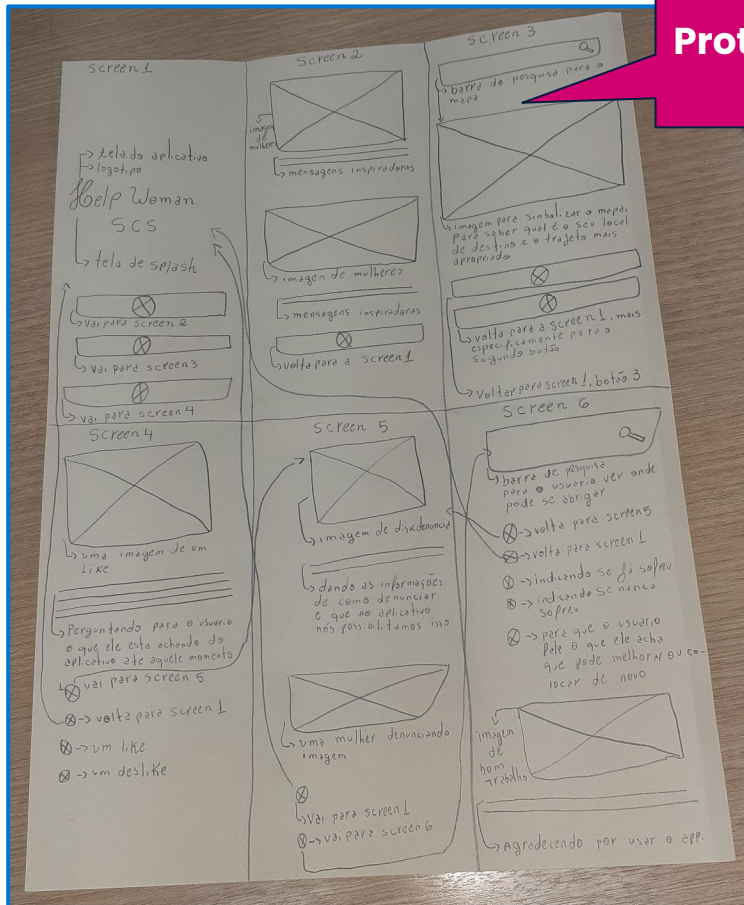 Prot
Screen 1
-> tela do aplicativo
-> logotipo
Help Woman
SCS
-> tela de splash
-> vai para screen 2
-> vai para screen 3
-> vai para screen 4
Screen 2
imagem
de
mulheres
-> mensagens inspiradoras
-> imagem de mulheres
-> mensagens inspiradoras
-> volta para a screen 1
Screen 3
-> barra de pesquisa para o
mapa
-> imagem para simbolizar o mapa,
para saber qual é o seu local
de destino e o trajeto mais
apropriado
-> volta para a screen 1, mais
especificamente para o
segundo botão
-> Voltar para screen 1, botão 3
Screen 4
-> uma imagem de um
like
-> Perguntando para o usuario
o que ele esta achando do
aplicativo ate aquele momento
-> vai para screen 5
-> volta para screen 1
-> um like
-> um deslike
Screen 5
-> imagem de diskdenuncia
-> dando as informações
de como denunciar
e que no aplicativo
nós possibilitamos isso.
-> uma mulher denunciando
imagem
-> Vai para screen 1
-> vai para screen 6
Screen 6
-> barra de pesquisa
para o usuario ver onde
pode se abrigar
-> volta para screen 5
-> volta para screen 1
-> indicando se já sofreu
-> indicando se nunca
sofreu
-> para que o usuario
fale o que ele acha
que pode melhorar ou co-
locar de novo
imagem
de
bom
trabalho
-> Agradecendo por usar o app.